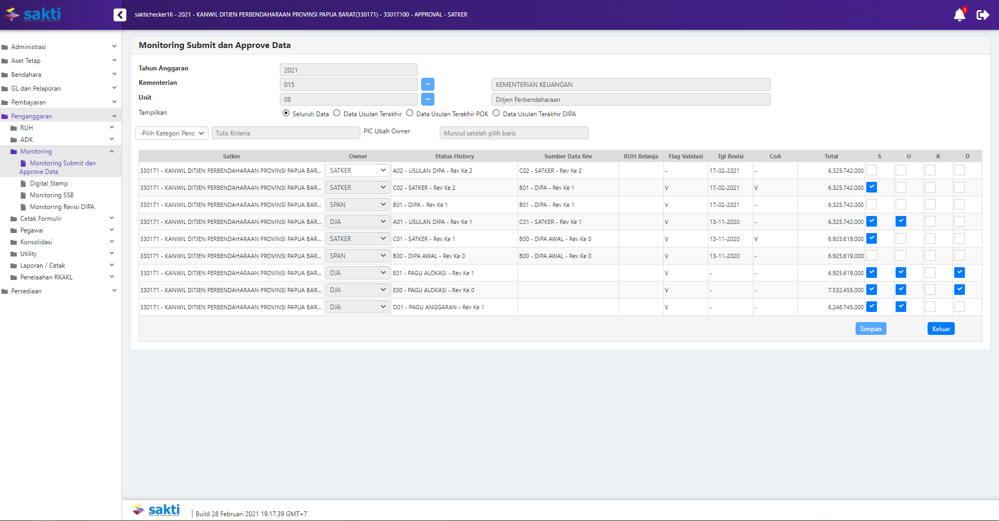 sakti
saktichecker16 - 2021 - KANWIL DITJEN PERBENDAHARAAN PROVINSI PAPUA BARAT(330171) - 33017100 - APPROVAL - SATKER
1
Administrasi
Aset Tetap
Bendahara
GL dan Pelaporan
Pembayaran
Penganggaran
RUH
ADK
Monitoring
Monitoring Submit dan
Approve Data
Digital Stamp
Monitoring SSB
Monitoring Revisi DIPA
Cetak Formulir
Pegawai
Konsolidasi
Utility
Laporan / Cetak
Penelaahan RKAKL
Persediaan
Monitoring Submit dan Approve Data
Tahun Anggaran 2021
Kementerian 015 ... KEMENTERIAN KEUANGAN
Unit 08 ... Ditjen Perbendaharaan
Tampilkan Seluruh Data Data Usulan Terakhir Data Usulan Terakhir POK Data Usulan Terakhir DIPA
-Pilih Kategori Penc Tulis Kriteria PIC Ubah Owner Muncul setelah pilih baris
Satker Owner Status History Sumber Data Rev RUH Belanja Flag Validasi Tgl Revisi CoA Total S U K D
330171 - KANWIL DITJEN PERBENDAHARAAN PROVINSI PAPUA BAR... SATKER A02 - USULAN DIPA - Rev Ke 2 C02 - SATKER - Rev Ke 2 - 17-02-2021 - 6.325.742.000
330171 - KANWIL DITJEN PERBENDAHARAAN PROVINSI PAPUA BAR... SATKER C02 - SATKER - Rev Ke 2 B01 - DIPA - Rev Ke 1 V 17-02-2021 V 6.325.742.000
330171 - KANWIL DITJEN PERBENDAHARAAN PROVINSI PAPUA BAR... SPAN B01 - DIPA - Rev Ke 1 B01 - DIPA - Rev Ke 1 V 17-02-2021 - 6.325.742.000
330171 - KANWIL DITJEN PERBENDAHARAAN PROVINSI PAPUA BAR... DJA A01 - USULAN DIPA - Rev Ke 1 C01 - SATKER - Rev Ke 1 V 13-11-2020 - 6.325.742.000
330171 - KANWIL DITJEN PERBENDAHARAAN PROVINSI PAPUA BAR... SATKER C01 - SATKER - Rev Ke 1 B00 - DIPA AWAL - Rev Ke 0 V 13-11-2020 V 6.925.619.000
330171 - KANWIL DITJEN PERBENDAHARAAN PROVINSI PAPUA BAR... SPAN B00 - DIPA AWAL - Rev Ke 0 B00 - DIPA AWAL - Rev Ke 0 V 13-11-2020 - 6.925.619.000
330171 - KANWIL DITJEN PERBENDAHARAAN PROVINSI PAPUA BAR... DJA E01 - PAGU ALOKASI - Rev Ke 1 V - - 6.925.619.000
330171 - KANWIL DITJEN PERBENDAHARAAN PROVINSI PAPUA BAR... DJA E00 - PAGU ALOKASI - Rev Ke 0 V - - 7.532.455.000
330171 - KANWIL DITJEN PERBENDAHARAAN PROVINSI PAPUA BAR... DJA D01 - PAGU ANGGARAN - Rev Ke 1 V - - 6.246.745.000
Simpan Keluar
sakti Build 28 Februari 2021 19.17.39 GMT+7